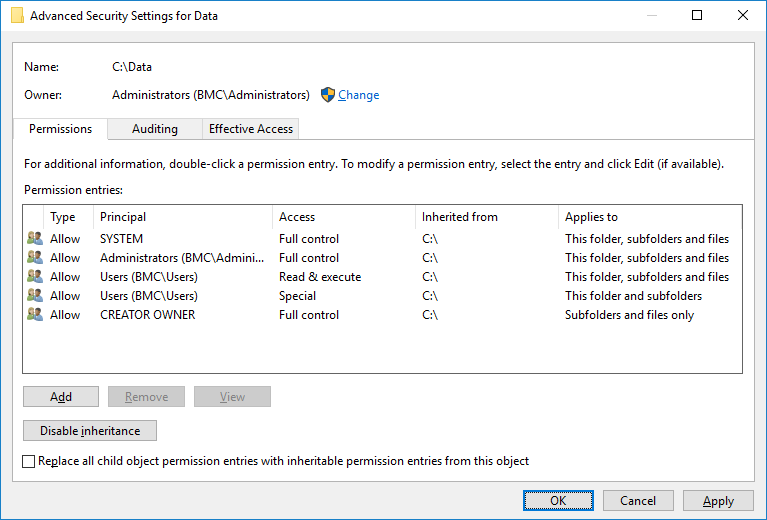 Advanced Security Settings for Data
Name: C:\Data
Owner: Administrators (BMC\Administrators) Change
Permissions Auditing Effective Access
For additional information, double-click a permission entry. To modify a permission entry, select the entry and click Edit (if available).
Permission entries:
Type Principal Access Inherited from Applies to
Allow SYSTEM Full control C:\ This folder, subfolders and files
Allow Administrators (BMC\Admini... Full control C:\ This folder, subfolders and files
Allow Users (BMC\Users) Read & execute C:\ This folder, subfolders and files
Allow Users (BMC\Users) Special C:\ This folder and subfolders
Allow CREATOR OWNER Full control C:\ Subfolders and files only
Add Remove View
Disable inheritance
Replace all child object permission entries with inheritable permission entries from this object
OK Cancel Apply